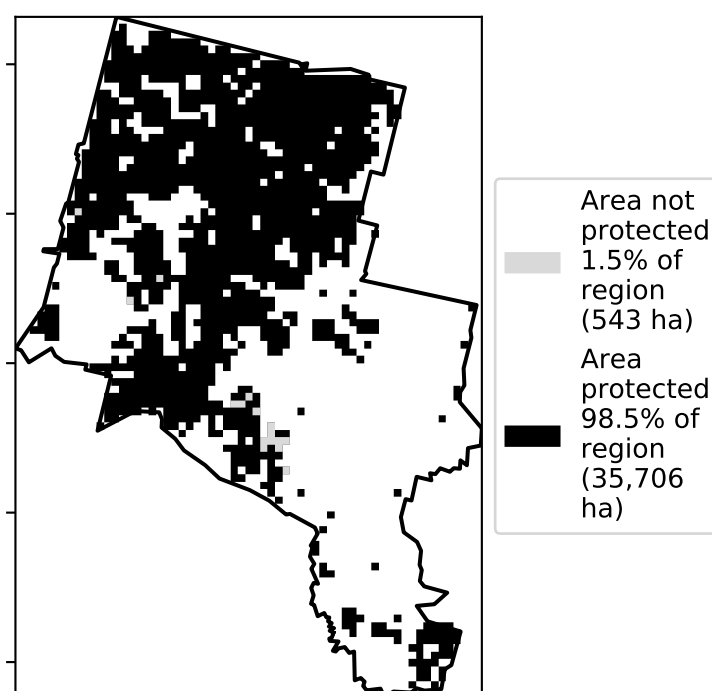 Area not
protected
1.5% of
region
(543 ha)
Area
protected
98.5% of
region
(35,706
ha)